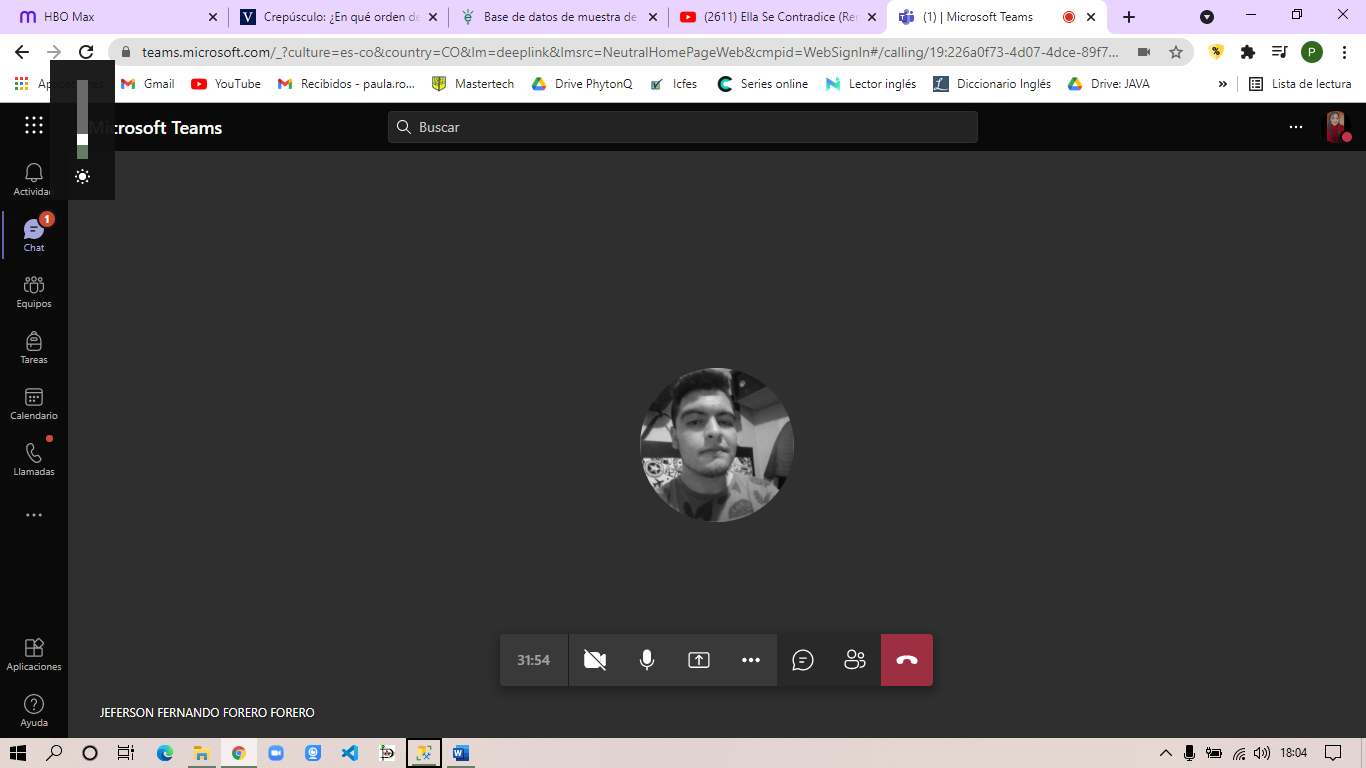 HBO Max
Crepúsculo: ¿En qué orden de
Base de datos de muestra de
(2611) Ella Se Contradice (Rer
(1) | Microsoft Teams
teams.microsoft.com/_?culture=es-co&country=CO&lm=deeplink&lmsrc=NeutralHomePageWeb&cmpid=WebSignIn#/calling/19:226a0f73-4d07-4dce-89f7...
P
Gmail
YouTube
Recibidos - paula.ro...
Mastertech
Drive PhytonQ
Icfes
Series online
Lector inglés
Diccionario Inglés
Drive: JAVA
»
Lista de lectura
Microsoft Teams
Buscar
Actividad
1
Chat
Equipos
Tareas
Calendario
Llamadas
Aplicaciones
Ayuda
31:54
JEFERSON FERNANDO FORERO FORERO
18:04